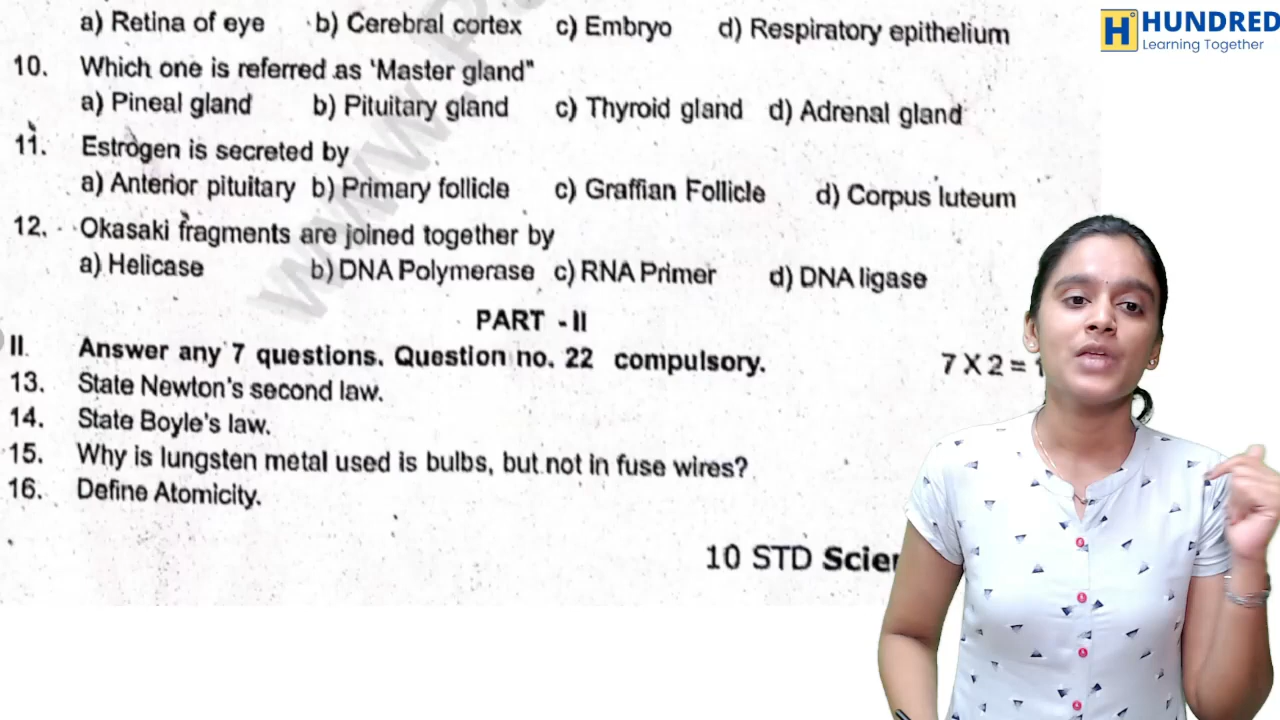 a) Retina of eye b) Cerebral cortex c) Embryo d) Respiratory epithelium
HUNDRED
Learning Together
10. Which one is referred as 'Master gland"
a) Pineal gland b) Pituitary gland c) Thyroid gland d) Adrenal gland
11. Estrogen is secreted by
a) Anterior pituitary b) Primary follicle c) Graffian Follicle d) Corpus luteum
12. Okasaki fragments are joined together by
a) Helicase b) DNA Polymerase c) RNA Primer d) DNA ligase
PART - II
II. Answer any 7 questions. Question no. 22 compulsory. 7 X 2 =
13. State Newton's second law.
14. State Boyle's law.
15. Why is lungsten metal used is bulbs, but not in fuse wires?
16. Define Atomicity.
10 STD